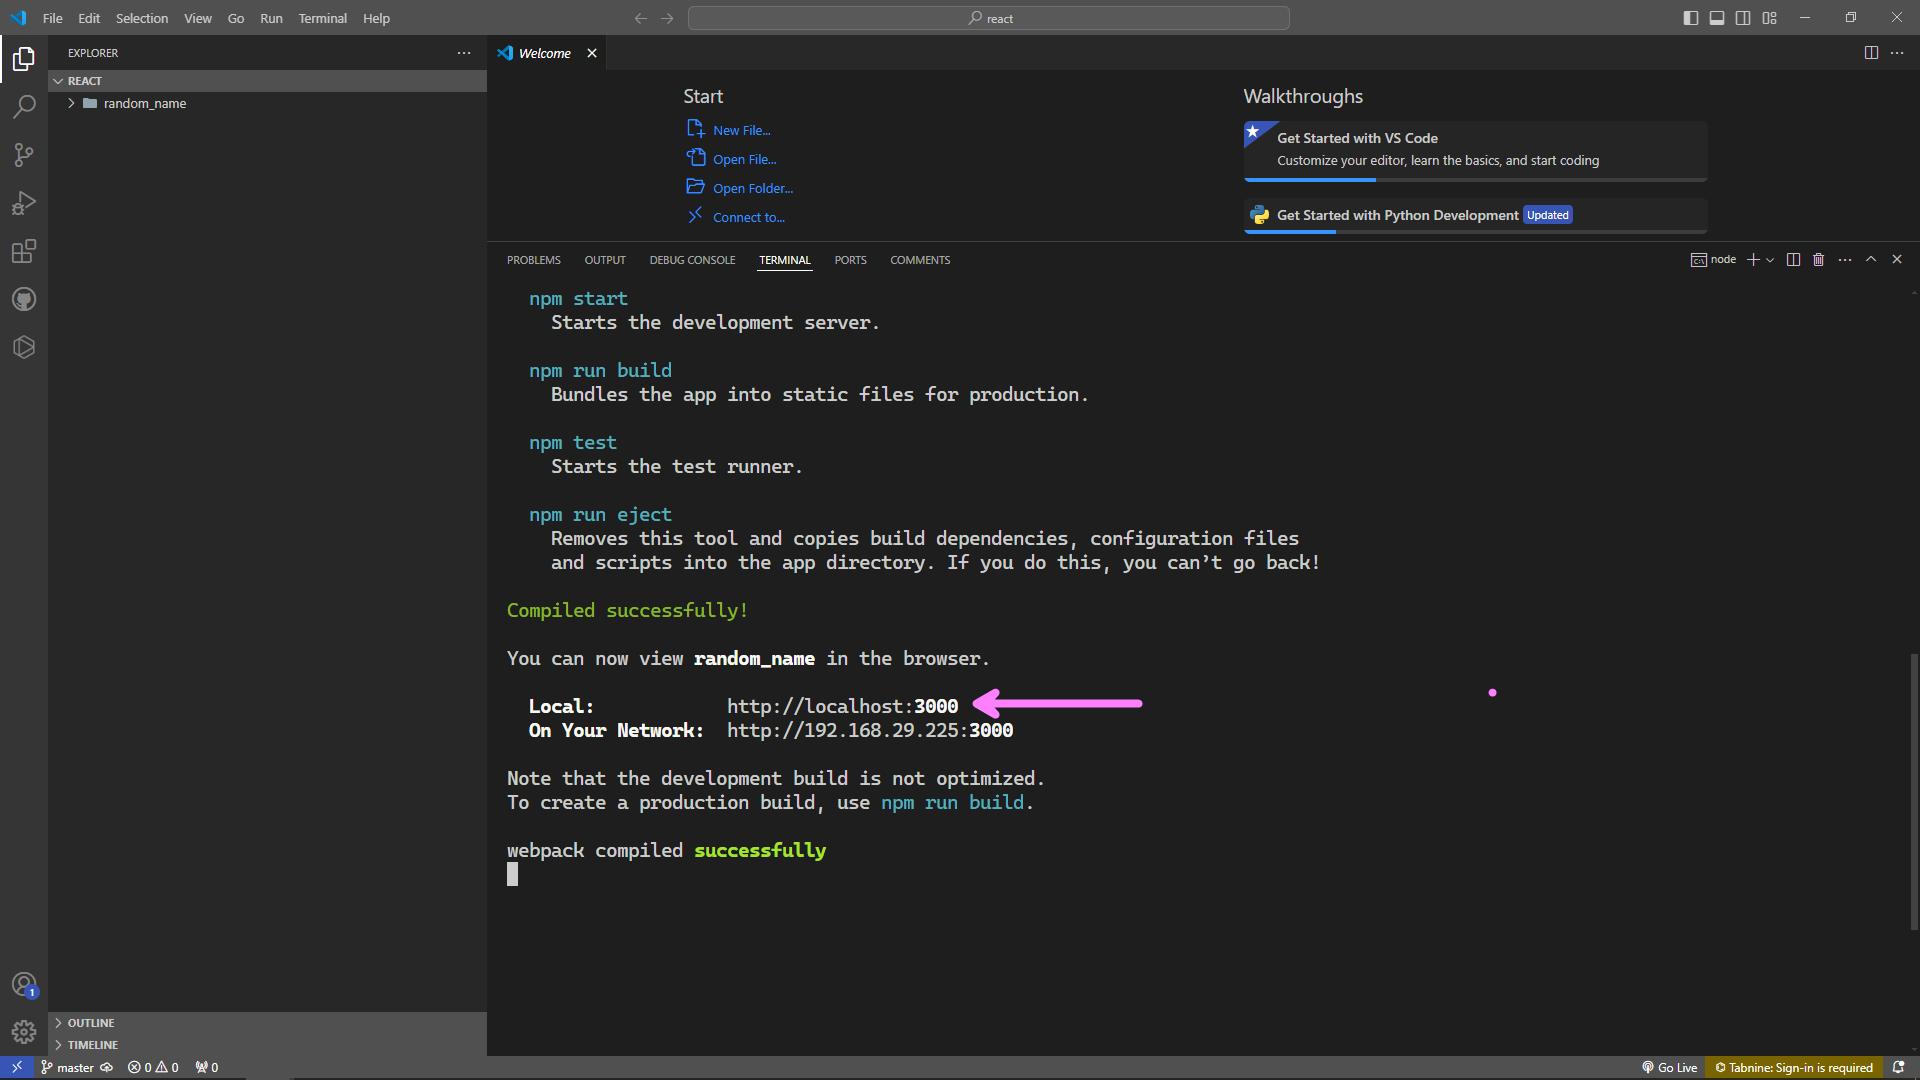 File Edit Selection View Go Run Terminal Help
react
EXPLORER
REACT
random_name
OUTLINE
TIMELINE
Welcome
Start
New File...
Open File...
Open Folder...
Connect to...
Walkthroughs
Get Started with VS Code
Customize your editor, learn the basics, and start coding
Get Started with Python Development Updated
PROBLEMS OUTPUT DEBUG CONSOLE TERMINAL PORTS COMMENTS
node
npm start
Starts the development server.
npm run build
Bundles the app into static files for production.
npm test
Starts the test runner.
npm run eject
Removes this tool and copies build dependencies, configuration files
and scripts into the app directory. If you do this, you can’t go back!
Compiled successfully!
You can now view random_name in the browser.
Local: http://localhost:3000
On Your Network: http://192.168.29.225:3000
Note that the development build is not optimized.
To create a production build, use npm run build.
webpack compiled successfully
1
master 0 0 0
Go Live Tabnine: Sign-in is required